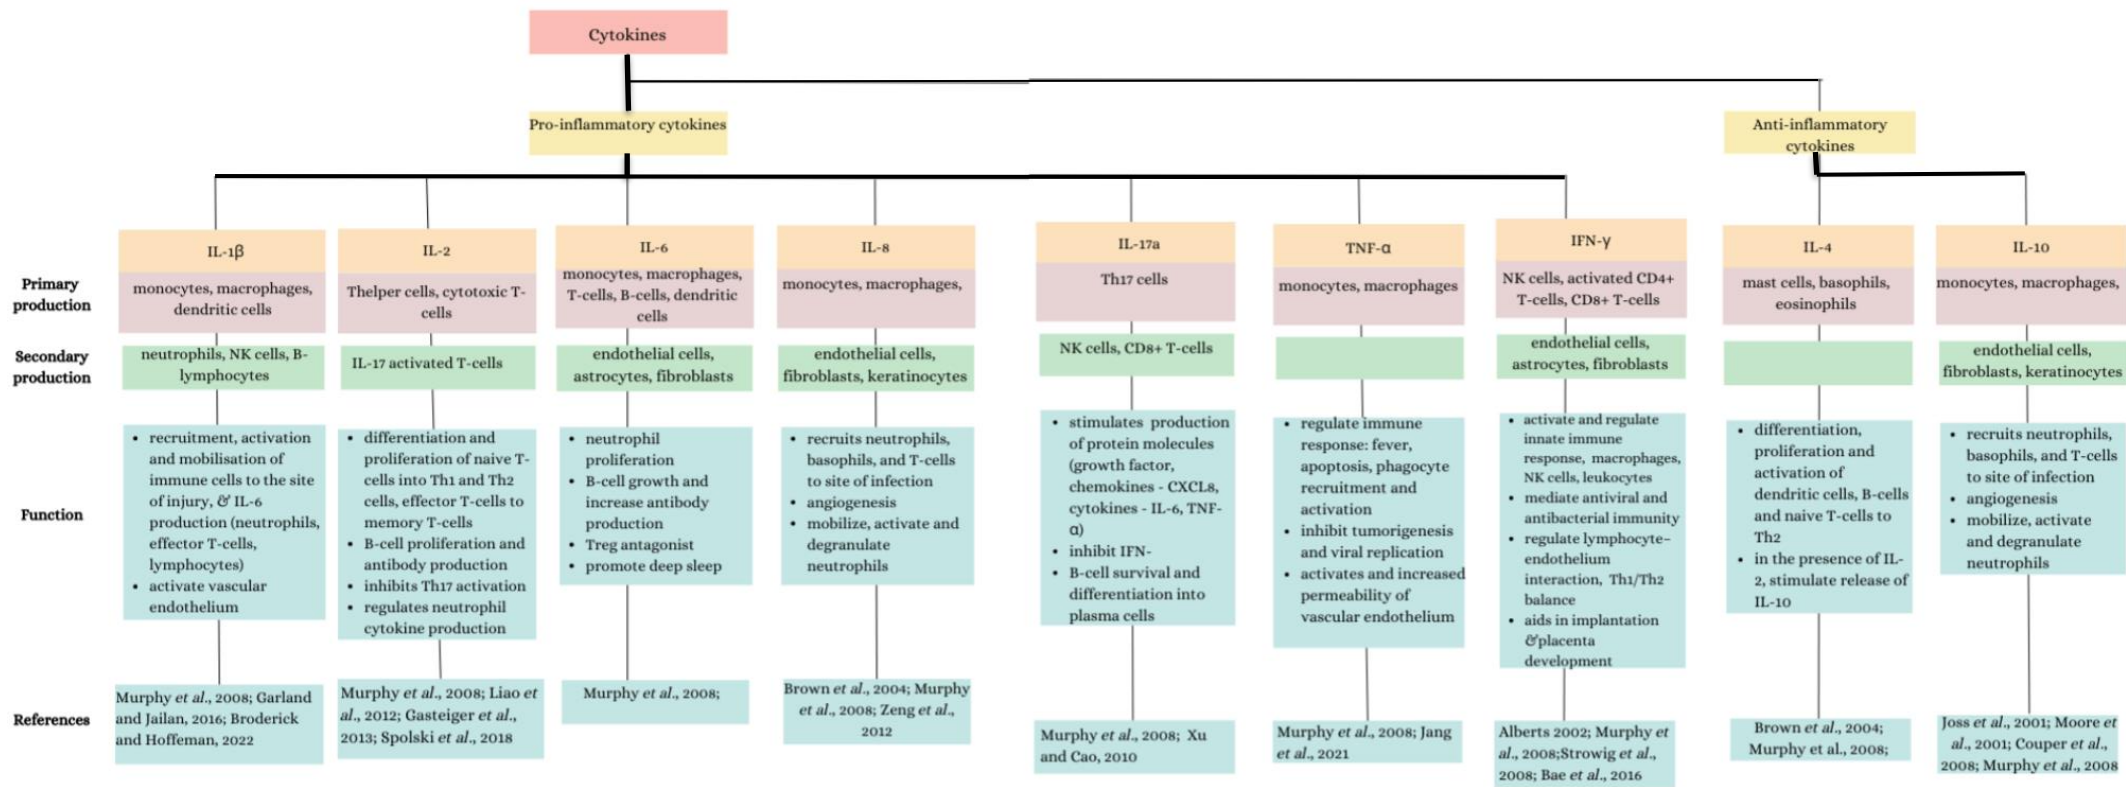 Cytokines
Pro-inflammatory cytokines
Anti-inflammatory
cytokines
IL-1β
IL-2
IL-6
IL-8
IL-17a
TNF-α
IFN-γ
IL-4
IL-10
Primary
production
monocytes, macrophages,
dendritic cells
Thelper cells, cytotoxic T-
cells
monocytes, macrophages,
T-cells, B-cells, dendritic
cells
monocytes, macrophages,
Th17 cells
monocytes, macrophages
NK cells, activated CD4+
T-cells, CD8+ T-cells
mast cells, basophils,
eosinophils
monocytes, macrophages,
Secondary
production
neutrophils, NK cells, B-
lymphocytes
IL-17 activated T-cells
endothelial cells,
astrocytes, fibroblasts
endothelial cells,
fibroblasts, keratinocytes
NK cells, CD8+ T-cells
endothelial cells,
astrocytes, fibroblasts
endothelial cells,
fibroblasts, keratinocytes
Function
• recruitment, activation
and mobilisation of
immune cells to the site
of injury, & IL-6
production (neutrophils,
effector T-cells,
lymphocytes)
• activate vascular
endothelium
• differentiation and
proliferation of naive T-
cells into Th1 and Th2
cells, effector T-cells to
memory T-cells
• B-cell proliferation and
antibody production
• inhibits Th17 activation
• regulates neutrophil
cytokine production
• neutrophil
proliferation
• B-cell growth and
increase antibody
production
• Treg antagonist
• promote deep sleep
• recruits neutrophils,
basophils, and T-cells
to site of infection
• angiogenesis
• mobilize, activate and
degranulate
neutrophils
• stimulates production
of protein molecules
(growth factor,
chemokines - CXCL8,
cytokines - IL-6, TNF-
α)
• inhibit IFN-
• B-cell survival and
differentiation into
plasma cells
• regulate immune
response: fever,
apoptosis, phagocyte
recruitment and
activation
• inhibit tumorigenesis
and viral replication
• activates and increased
permeability of
vascular endothelium
• activate and regulate
innate immune
response, macrophages,
NK cells, leukocytes
• mediate antiviral and
antibacterial immunity
• regulate lymphocyte–
endothelium
interaction, Th1/Th2
balance
• aids in implantation
&placenta
development
• differentiation,
proliferation and
activation of
dendritic cells, B-cells
and naive T-cells to
Th2
• in the presence of IL-
2, stimulate release of
IL-10
• recruits neutrophils,
basophils, and T-cells
to site of infection
• angiogenesis
• mobilize, activate
and degranulate
neutrophils
References
Murphy et al., 2008; Garland
and Jailan, 2016; Broderick
and Hoffeman, 2022
Murphy et al., 2008; Liao et
al., 2012; Gasteiger et al.,
2013; Spolski et al., 2018
Murphy et al., 2008;
Brown et al., 2004; Murphy
et al., 2008; Zeng et al.,
2012
Murphy et al., 2008; Xu
and Cao, 2010
Murphy et al., 2008; Jang
et al., 2021
Alberts 2002; Murphy et
al., 2008;Strowig et al.,
2008; Bae et al., 2016
Brown et al., 2004;
Murphy et al., 2008;
Joss et al., 2001; Moore et
al., 2001; Couper et al.,
2008; Murphy et al., 2008